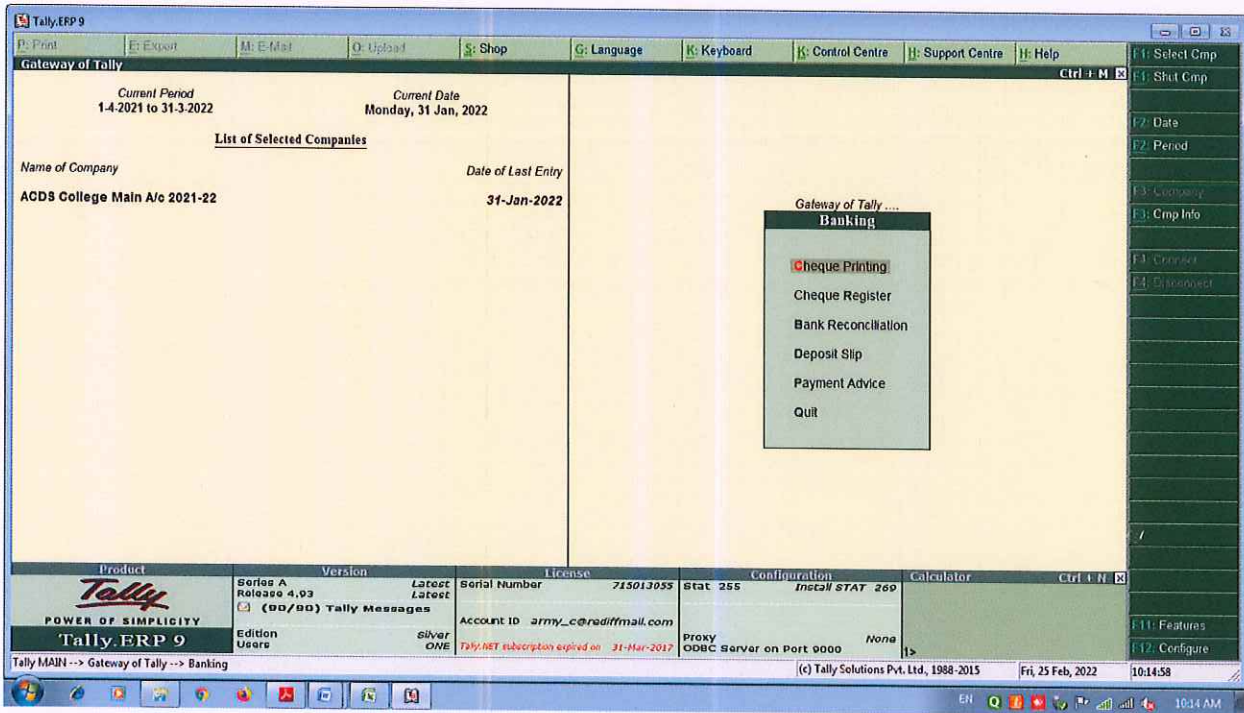 Tally.ERP 9
P: Print E: Export M: E-Mail O: Upload S: Shop G: Language K: Keyboard K: Control Centre H: Support Centre H: Help
Gateway of Tally Ctrl + M
Current Period Current Date
1-4-2021 to 31-3-2022 Monday, 31 Jan, 2022
List of Selected Companies
Name of Company Date of Last Entry
ACDS College Main A/c 2021-22 31-Jan-2022
Gateway of Tally ....
Banking
Cheque Printing
Cheque Register
Bank Reconciliation
Deposit Slip
Payment Advice
Quit
F1: Select Cmp
F1: Shut Cmp
F2: Date
F2: Period
F3: Company
F3: Cmp Info
F4: Connect
F4: Disconnect
F11: Features
F12: Configure
Product Version License Configuration Calculator Ctrl + N
Tally
POWER OF SIMPLICITY
Tally.ERP 9
Series A Latest
Release 4.93 Latest
(90/90) Tally Messages
Edition Silver
Users ONE
Serial Number 715013055
Account ID army_c@rediffmail.com
Tally.NET subscription expired on 31-Mar-2017
Stat 255 Install STAT 269
Proxy None
ODBC Server on Port 9000
1>
Tally MAIN --> Gateway of Tally --> Banking (c) Tally Solutions Pvt. Ltd., 1988-2015 Fri, 25 Feb, 2022 10:14:58
EN 10:14 AM